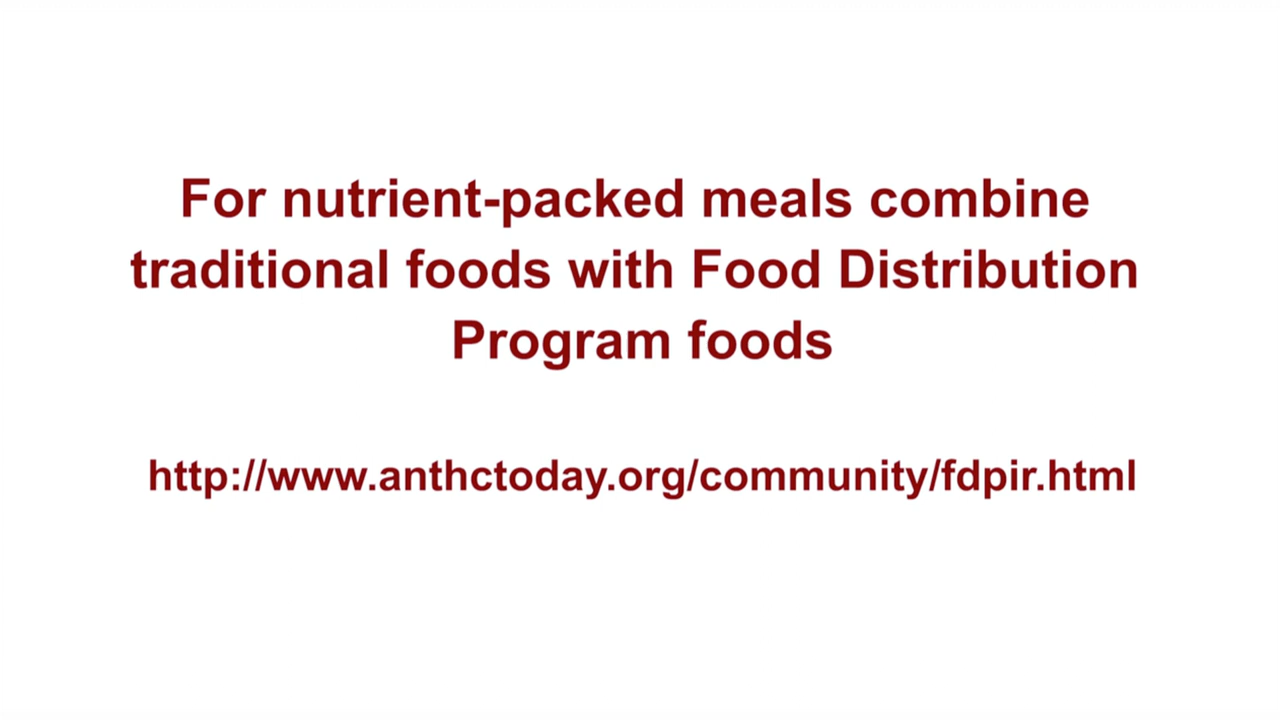 For nutrient-packed meals combine
traditional foods with Food Distribution
Program foods
http://www.anthctoday.org/community/fdpir.html